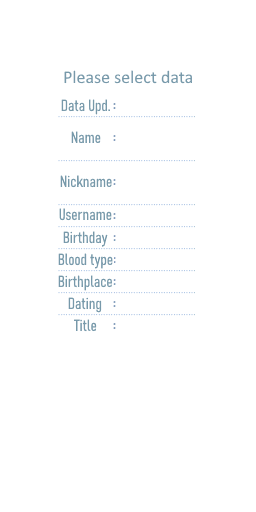 Please select data
Data Upd. :
Name :
Nickname:
Username:
Birthday :
Blood type:
Birthplace:
Dating :
Title :